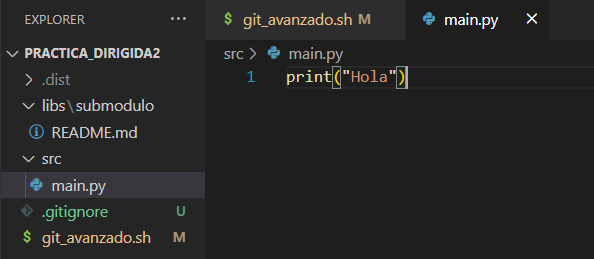 EXPLORER
PRACTICA_DIRIGIDA2
.dist
libs\submodulo
README.md
src
main.py
.gitignore U
git_avanzado.sh M
git_avanzado.sh M main.py
src > main.py
1 print("Hola")